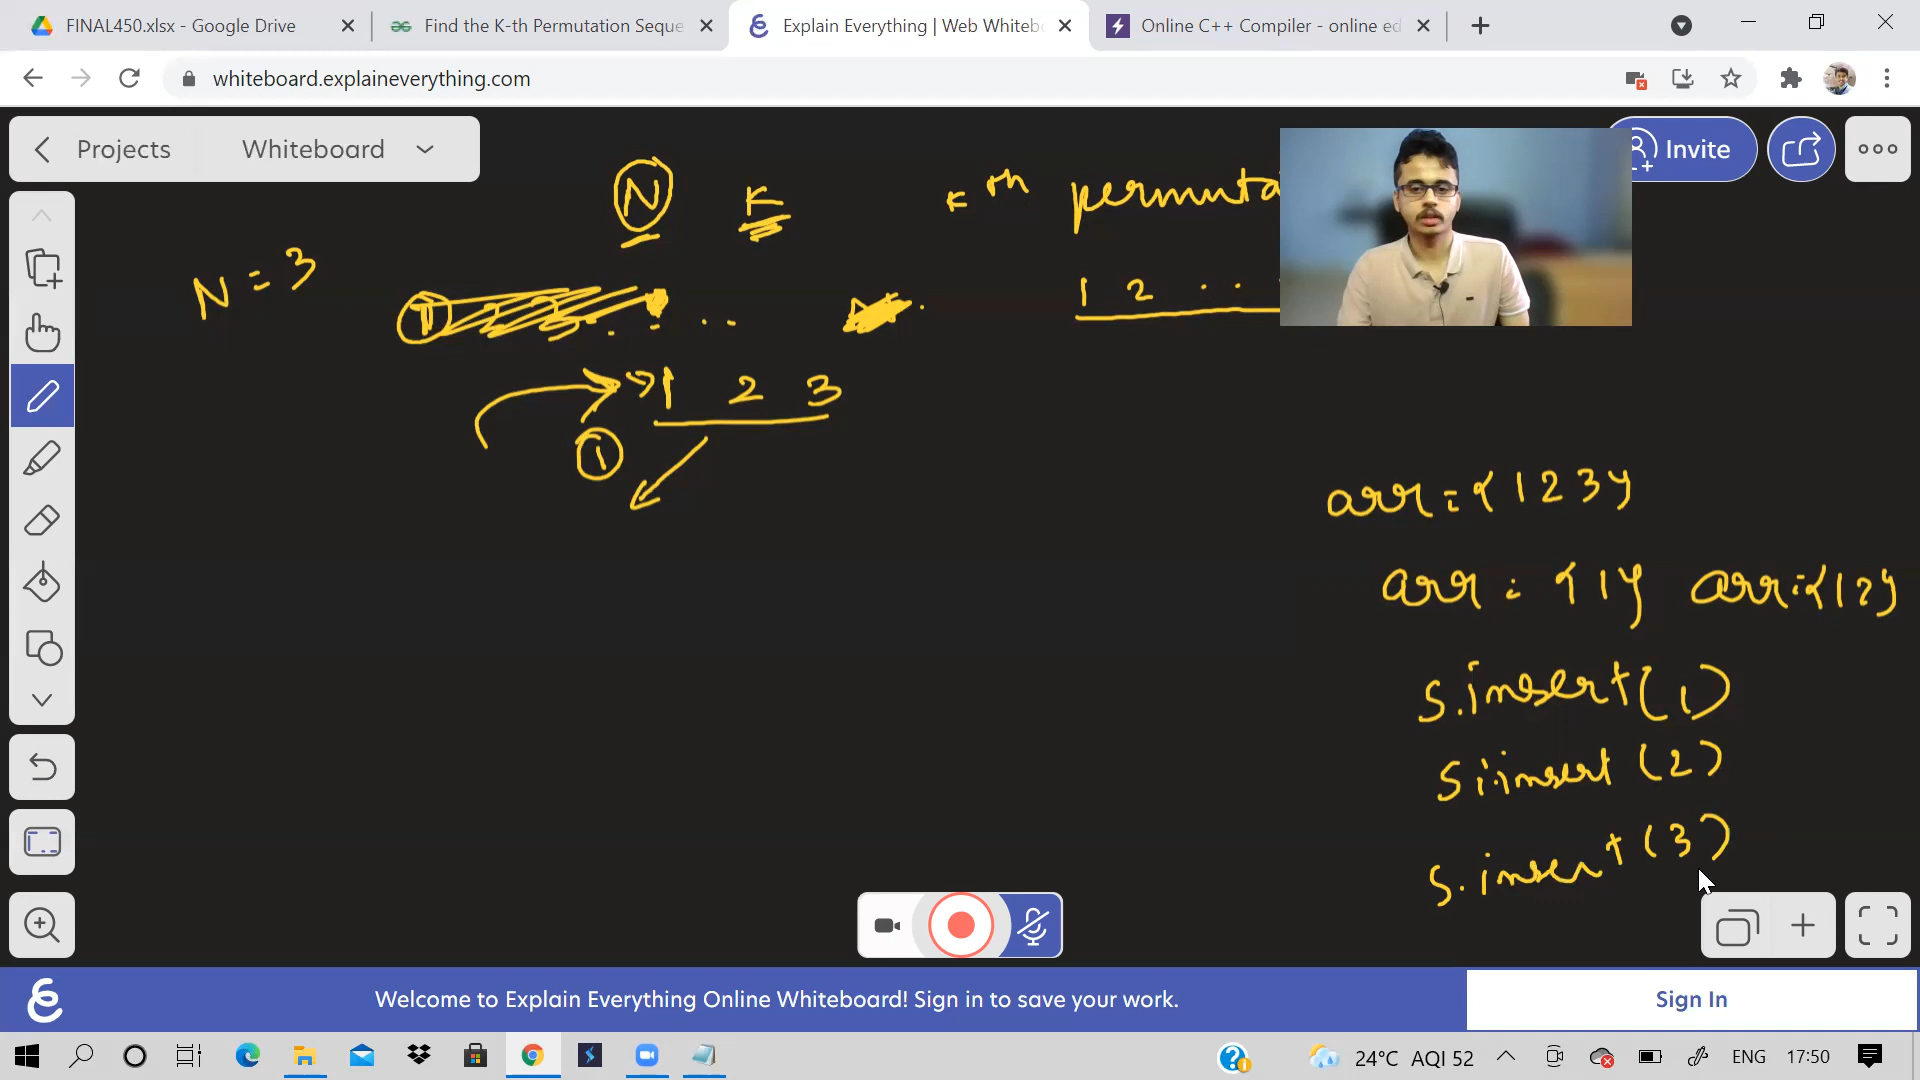 FINAL450.xlsx - Google Drive
Find the K-th Permutation Seque
Explain Everything | Web Whitebo
Online C++ Compiler - online ed
whiteboard.explaineverything.com
Projects
Whiteboard
Invite
N K Kth permuta
N = 3
1 2 . .
1 2 3
1
arr = { 1 2 3 }
arr = { 1 } arr = { 1 2 }
s.insert(1)
s.insert(2)
s.insert(3)
Welcome to Explain Everything Online Whiteboard! Sign in to save your work.
Sign In
24°C AQI 52
ENG
17:50